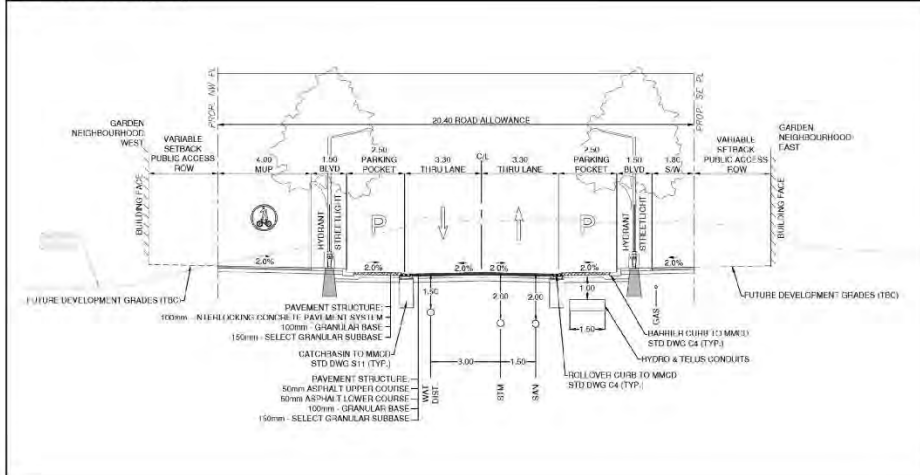 PROP. NW PL
PROP. SE PL
20.40 ROAD ALLOWANCE
GARDEN
NEIGHBOURHOOD
WEST
VARIABLE
SETBACK
PUBLIC ACCESS
ROW
4.00
MUP
1.50
BLVD
2.50
PARKING
POCKET
3.30
THRU LANE
C/L
3.30
THRU LANE
2.50
PARKING
POCKET
1.50
BLVD
1.80
S/W
VARIABLE
SETBACK
PUBLIC ACCESS
ROW
GARDEN
NEIGHBOURHOOD
EAST
BUILDING FACE
HYDRANT
STREETLIGHT
P
P
HYDRANT
STREETLIGHT
BUILDING FACE
2.0%
2.0%
2.0%
2.0%
2.0%
2.0%
FUTURE DEVELOPMENT GRADES (TBC)
FUTURE DEVELOPMENT GRADES (TBC)
1.50
2.00
2.00
1.00
1.50
GAS
PAVEMENT STRUCTURE:
100mm - INTERLOCKING CONCRETE PAVEMENT SYSTEM
100mm - GRANULAR BASE
150mm - SELECT GRANULAR SUBBASE
CATCHBASIN TO MMCD
STD DWG S11 (TYP.)
PAVEMENT STRUCTURE:
50mm ASPHALT UPPER COURSE
50mm ASPHALT LOWER COURSE
100mm - GRANULAR BASE
150mm - SELECT GRANULAR SUBBASE
3.00
1.50
WAT
DIST.
STM
SAN
BARRIER CURB TO MMCD
STD DWG C4 (TYP.)
HYDRO & TELUS CONDUITS
ROLLOVER CURB TO MMCD
STD DWG C4 (TYP.)